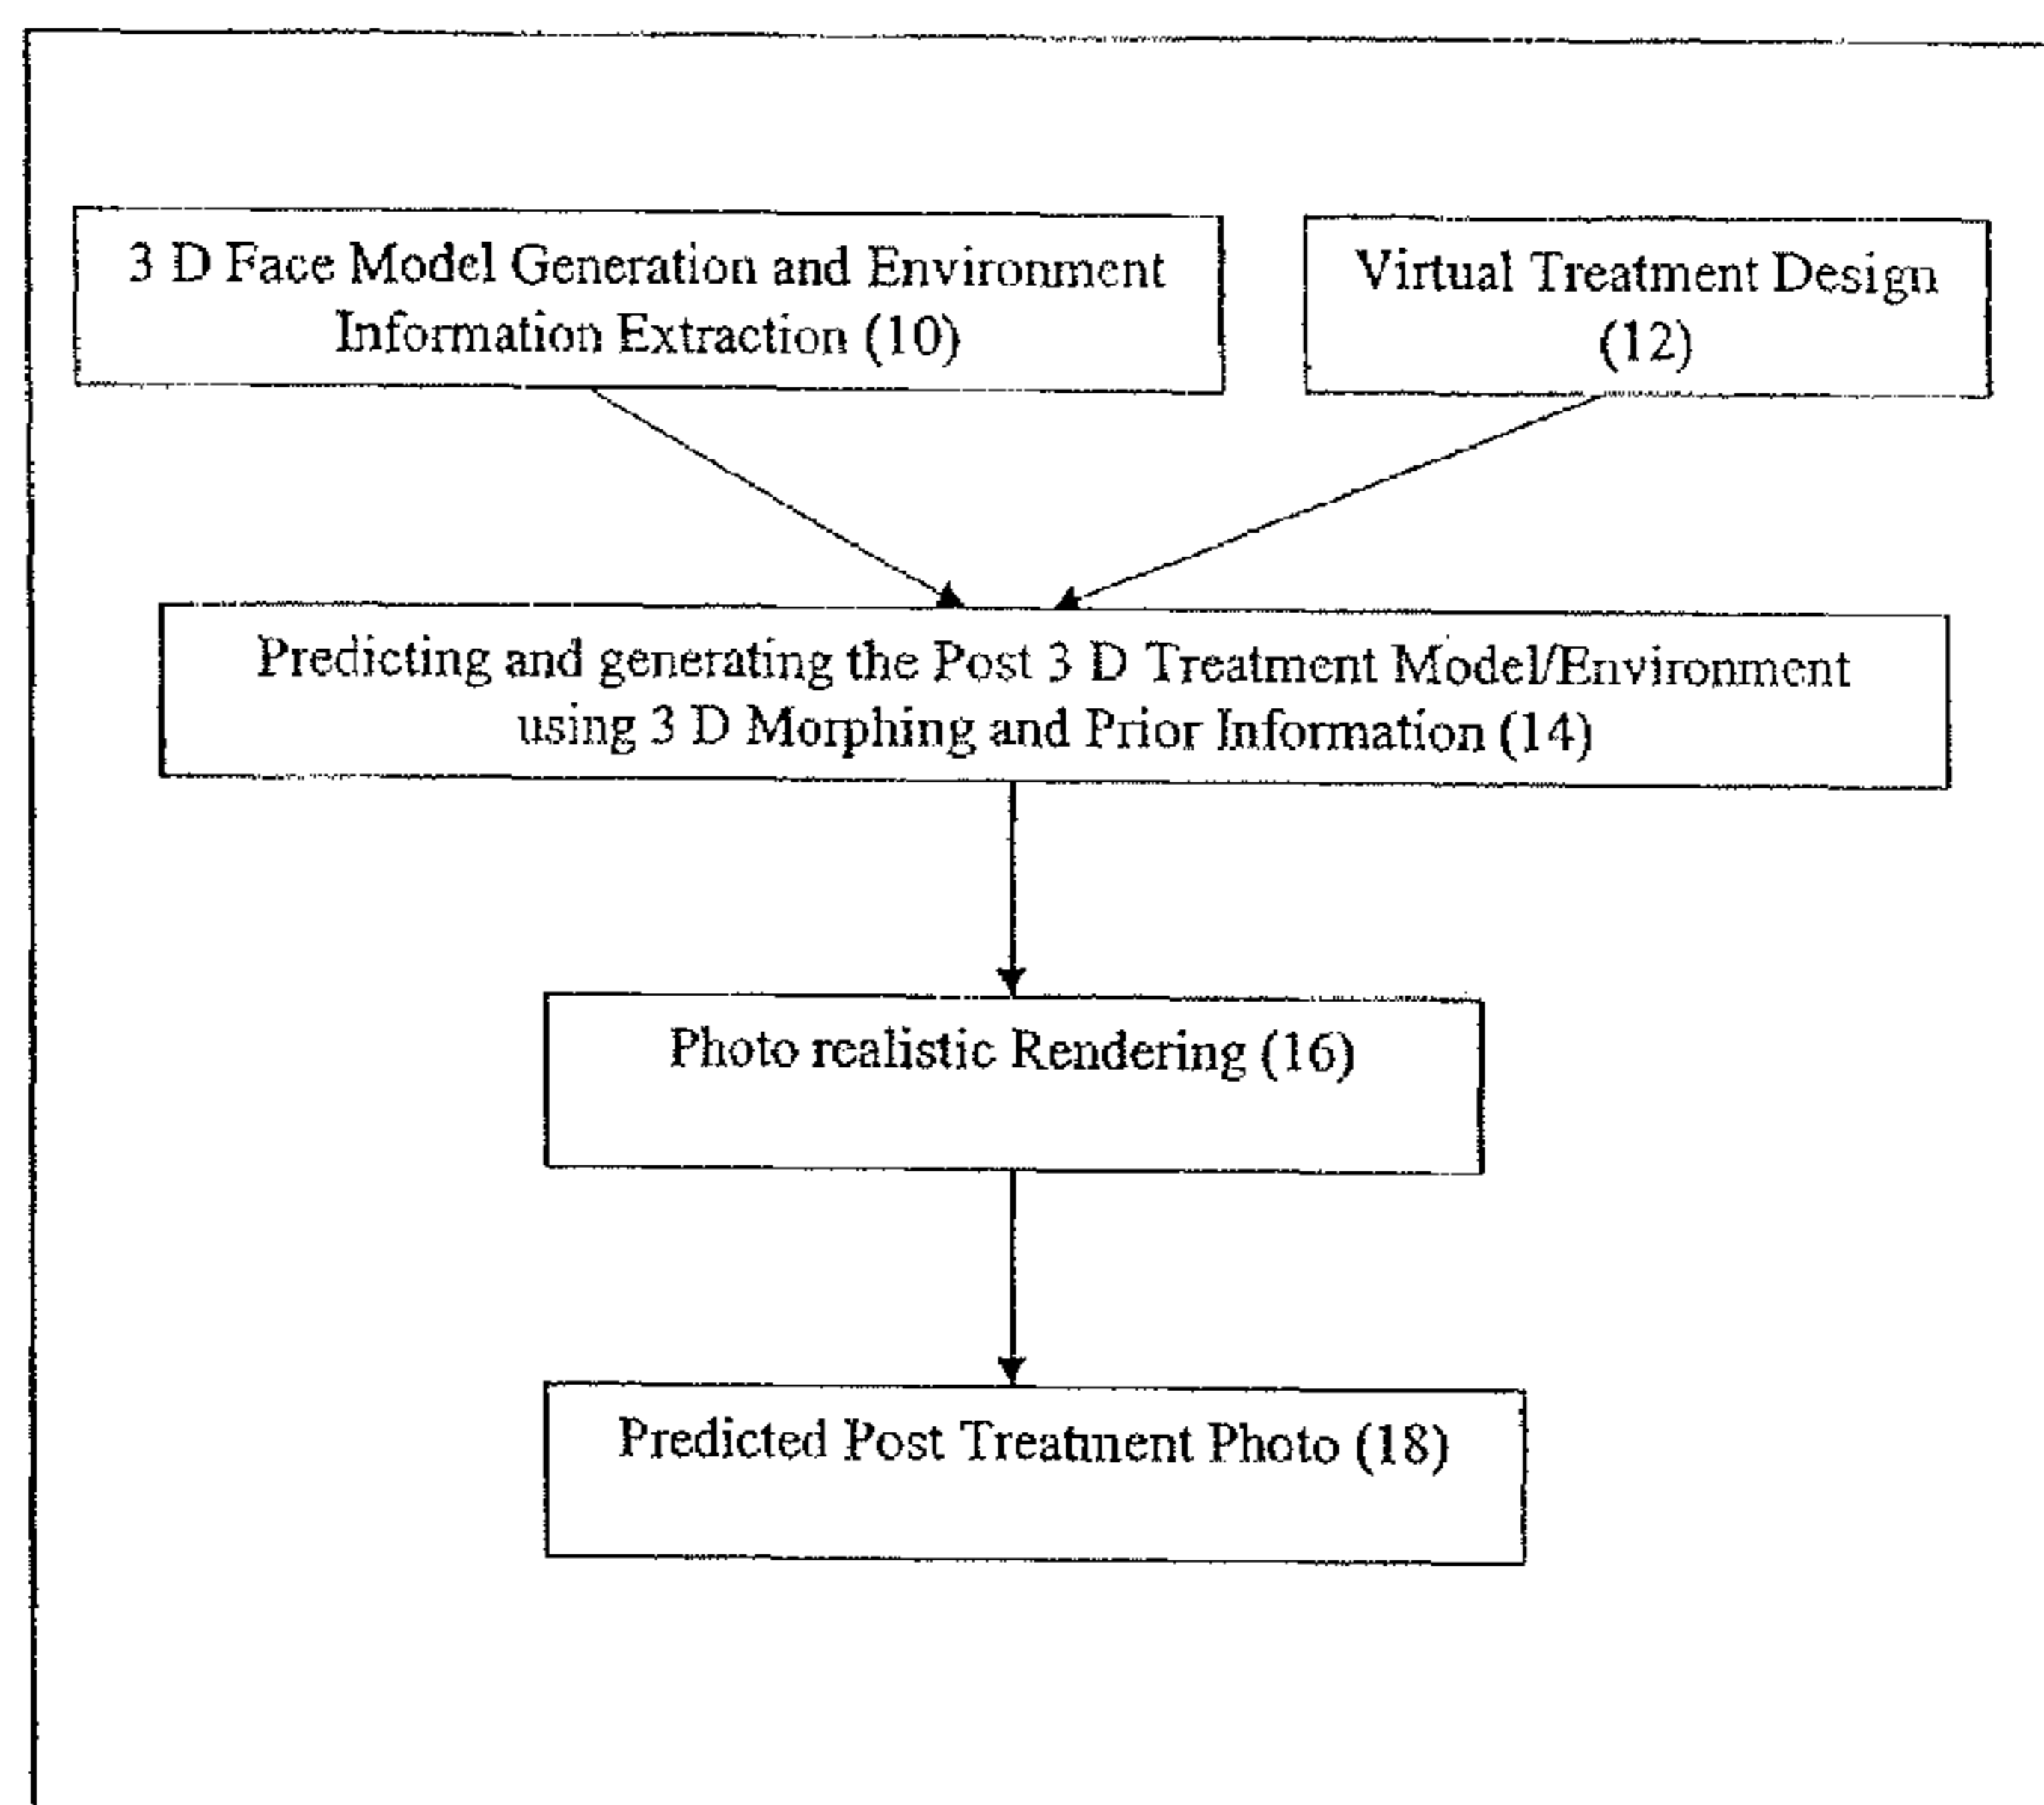 3 D Face Model Generation and Environment
Information Extraction (10)
Virtual Treatment Design
(12)
Predicting and generating the Post 3 D Treatment Model/Environment
using 3 D Morphing and Prior Information (14)
Photo realistic Rendering (16)
Predicted Post Treatment Photo (18)